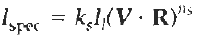 I_spec = k_s I_l (V · R)^{n_s}